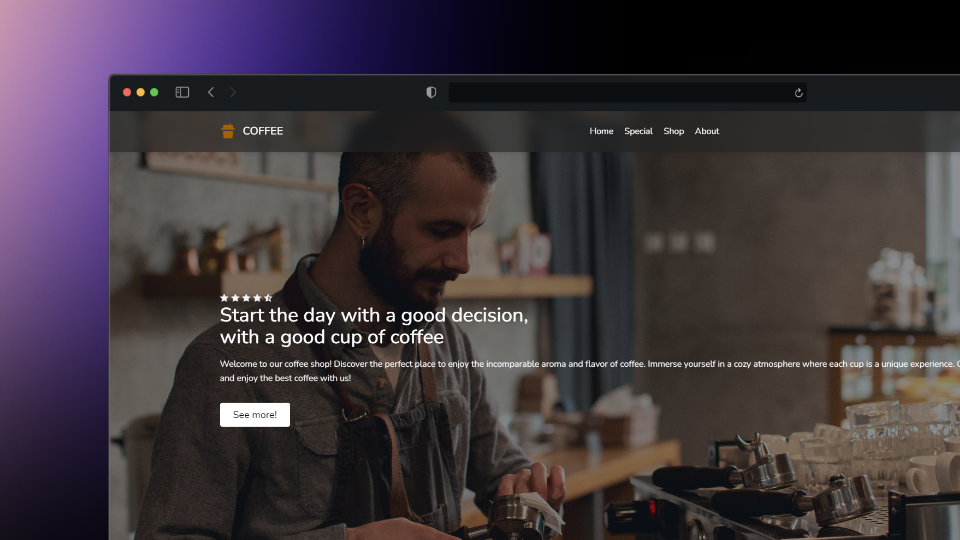 COFFEE
Home Special Shop About
Start the day with a good decision,
with a good cup of coffee
Welcome to our coffee shop! Discover the perfect place to enjoy the incomparable aroma and flavor of coffee. Immerse yourself in a cozy atmosphere where each cup is a unique experience.
and enjoy the best coffee with us!
See more!